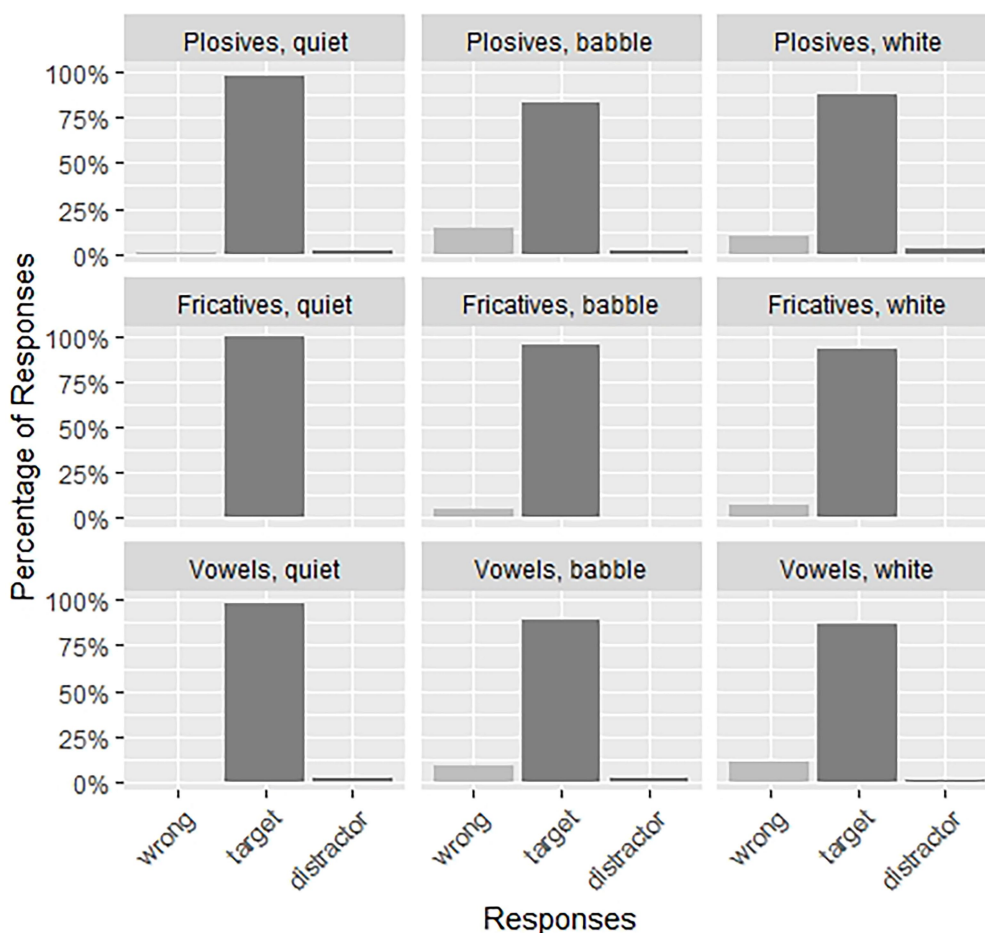 Plosives, quiet Plosives, babble Plosives, white
100%
75%
50%
25%
0%
Fricatives, quiet Fricatives, babble Fricatives, white
100%
75%
50%
25%
0%
Vowels, quiet Vowels, babble Vowels, white
100%
75%
50%
25%
0%
Percentage of Responses
wrong target distractor wrong target distractor wrong target distractor
Responses